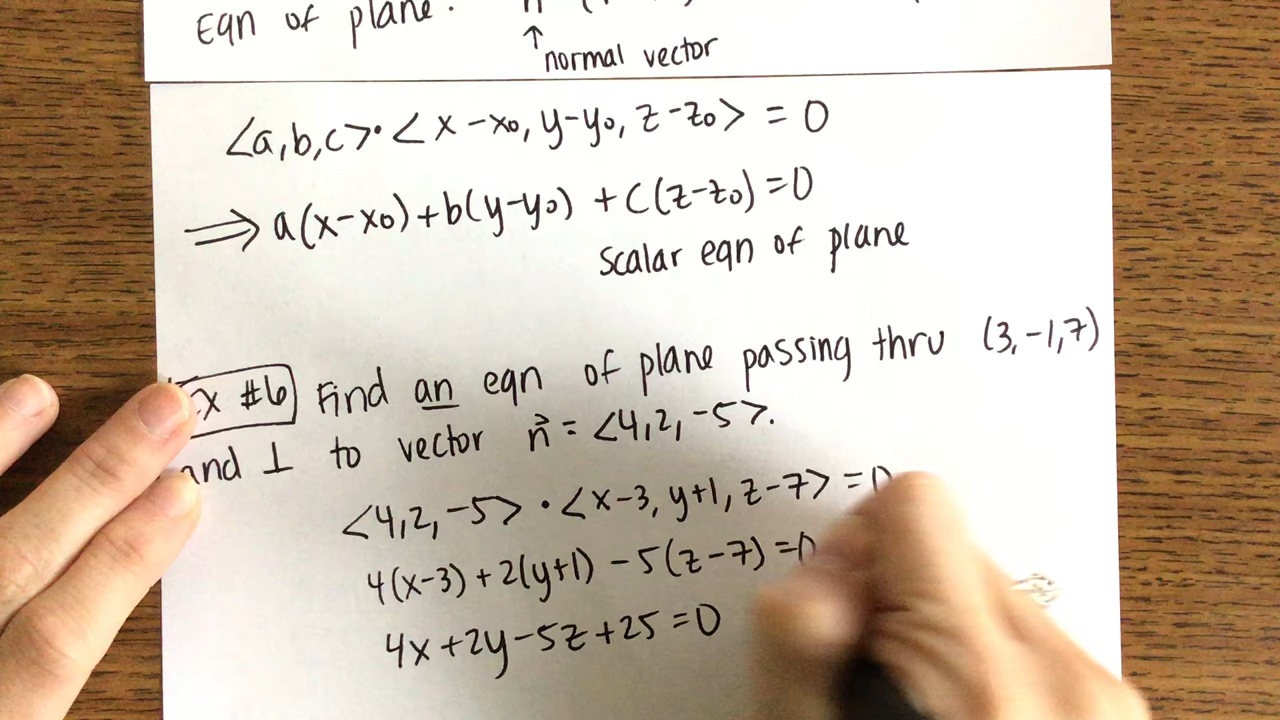 Eqn of plane:
↑
normal vector
<a,b,c>·<x-x₀, y-y₀, z-z₀> = 0
⟹ a(x-x₀)+b(y-y₀) + c(z-z₀)=0
scalar eqn of plane
#6 Find an eqn of plane passing thru (3,-1,7)
⊥ to vector n⃗ = <4,2,-5>.
<4,2,-5> · <x-3, y+1, z-7> = 0
4(x-3)+2(y+1) -5(z-7)=0
4x+2y-5z+25=0